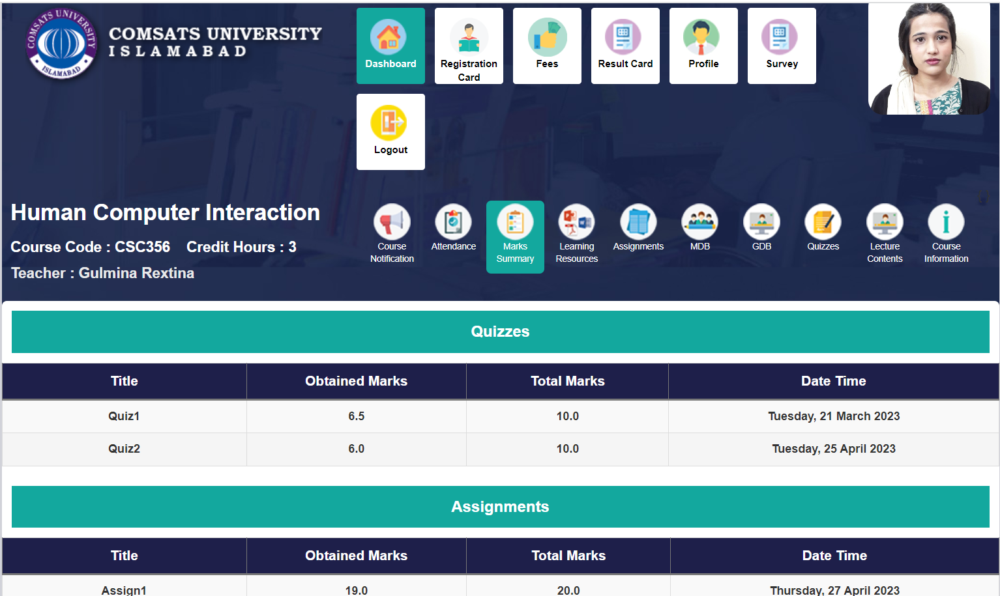 COMSATS UNIVERSITY
ISLAMABAD
COMSATS UNIVERSITY
ISLAMABAD
Dashboard
Registration
Card
Fees
Result Card
Profile
Survey
Logout
Human Computer Interaction
Course Code : CSC356 Credit Hours : 3
Teacher : Gulmina Rextina
Course
Notification
Attendance
Marks
Summary
Learning
Resources
Assignments
MDB
GDB
Quizzes
Lecture
Contents
Course
Information
Quizzes
Title Obtained Marks Total Marks Date Time
Quiz1 6.5 10.0 Tuesday, 21 March 2023
Quiz2 6.0 10.0 Tuesday, 25 April 2023
Assignments
Title Obtained Marks Total Marks Date Time
Assign1 19.0 20.0 Thursday, 27 April 2023